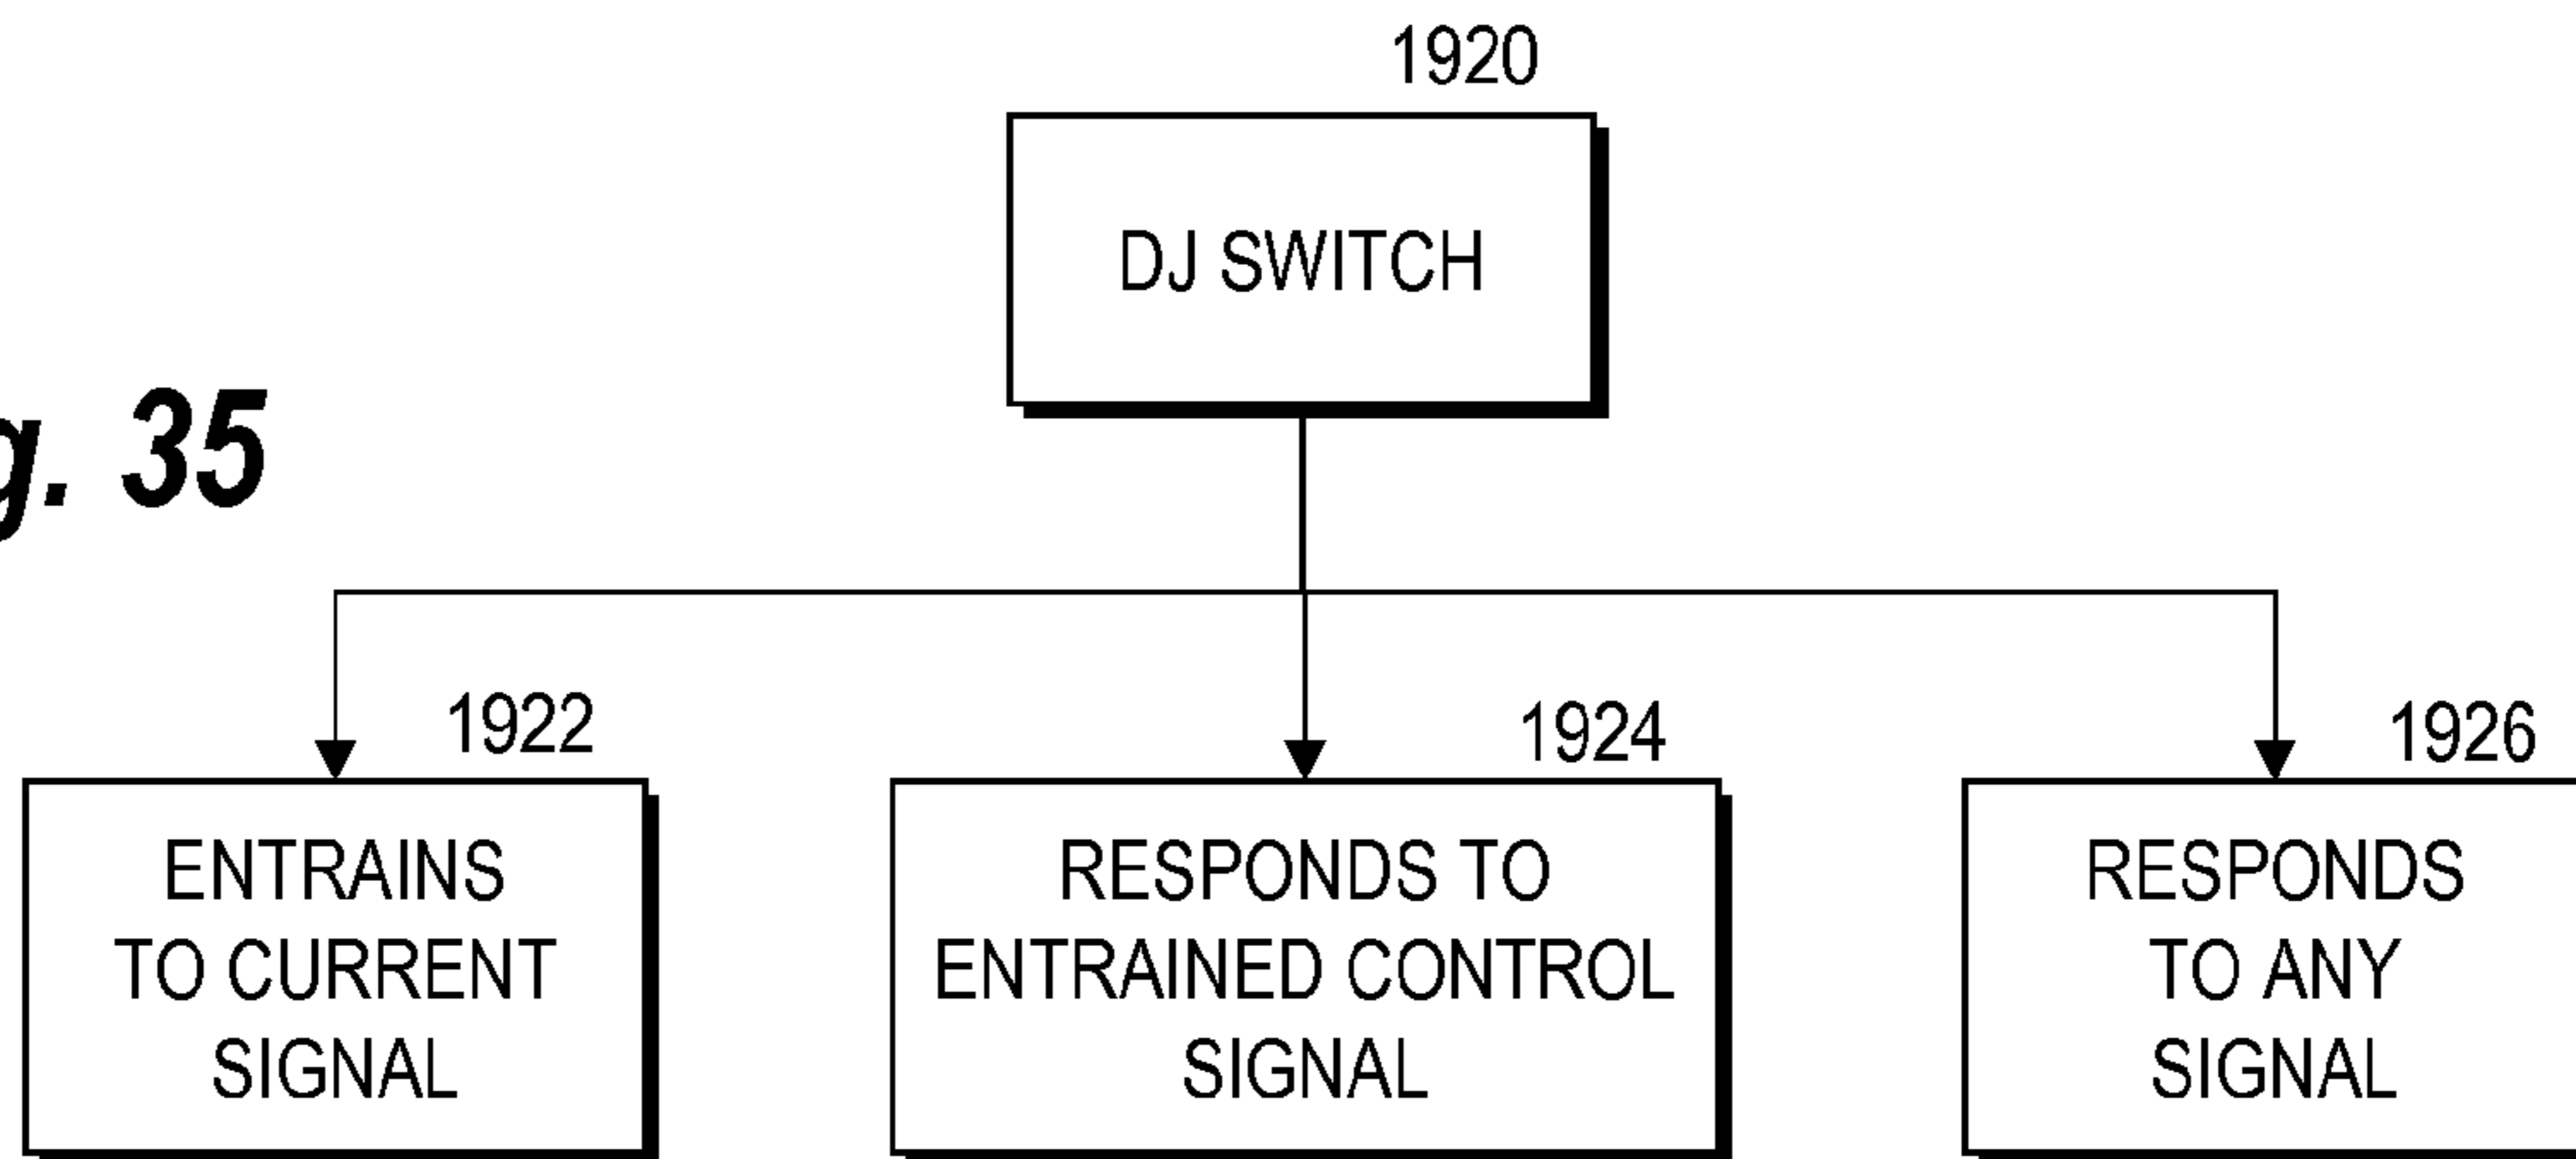 1920
DJ SWITCH
g. 35
1922
1924
1926
ENTRAINS
TO CURRENT
SIGNAL
RESPONDS TO
ENTRAINED CONTROL
SIGNAL
RESPONDS
TO ANY
SIGNAL